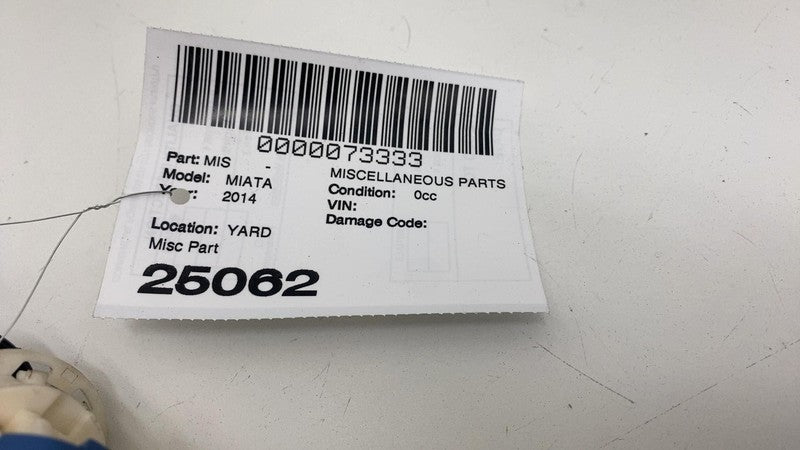 0000073333
Part: MIS - MISCELLANEOUS PARTS
Model: MIATA Condition: 0cc
Year: 2014 VIN:
Damage Code:
Location: YARD
Misc Part
25062